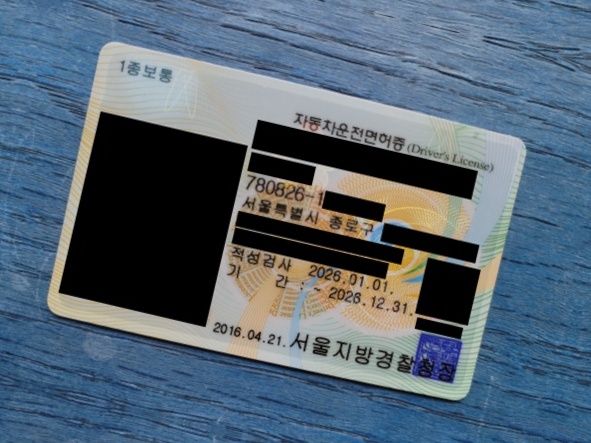 1종보통
자동차운전면허증 (Driver's License)
780826-1
서울특별시 종로구
적성검사 2026.01.01.
기 간 : ~ 2026.12.31.
2016.04.21. 서울지방경찰청장